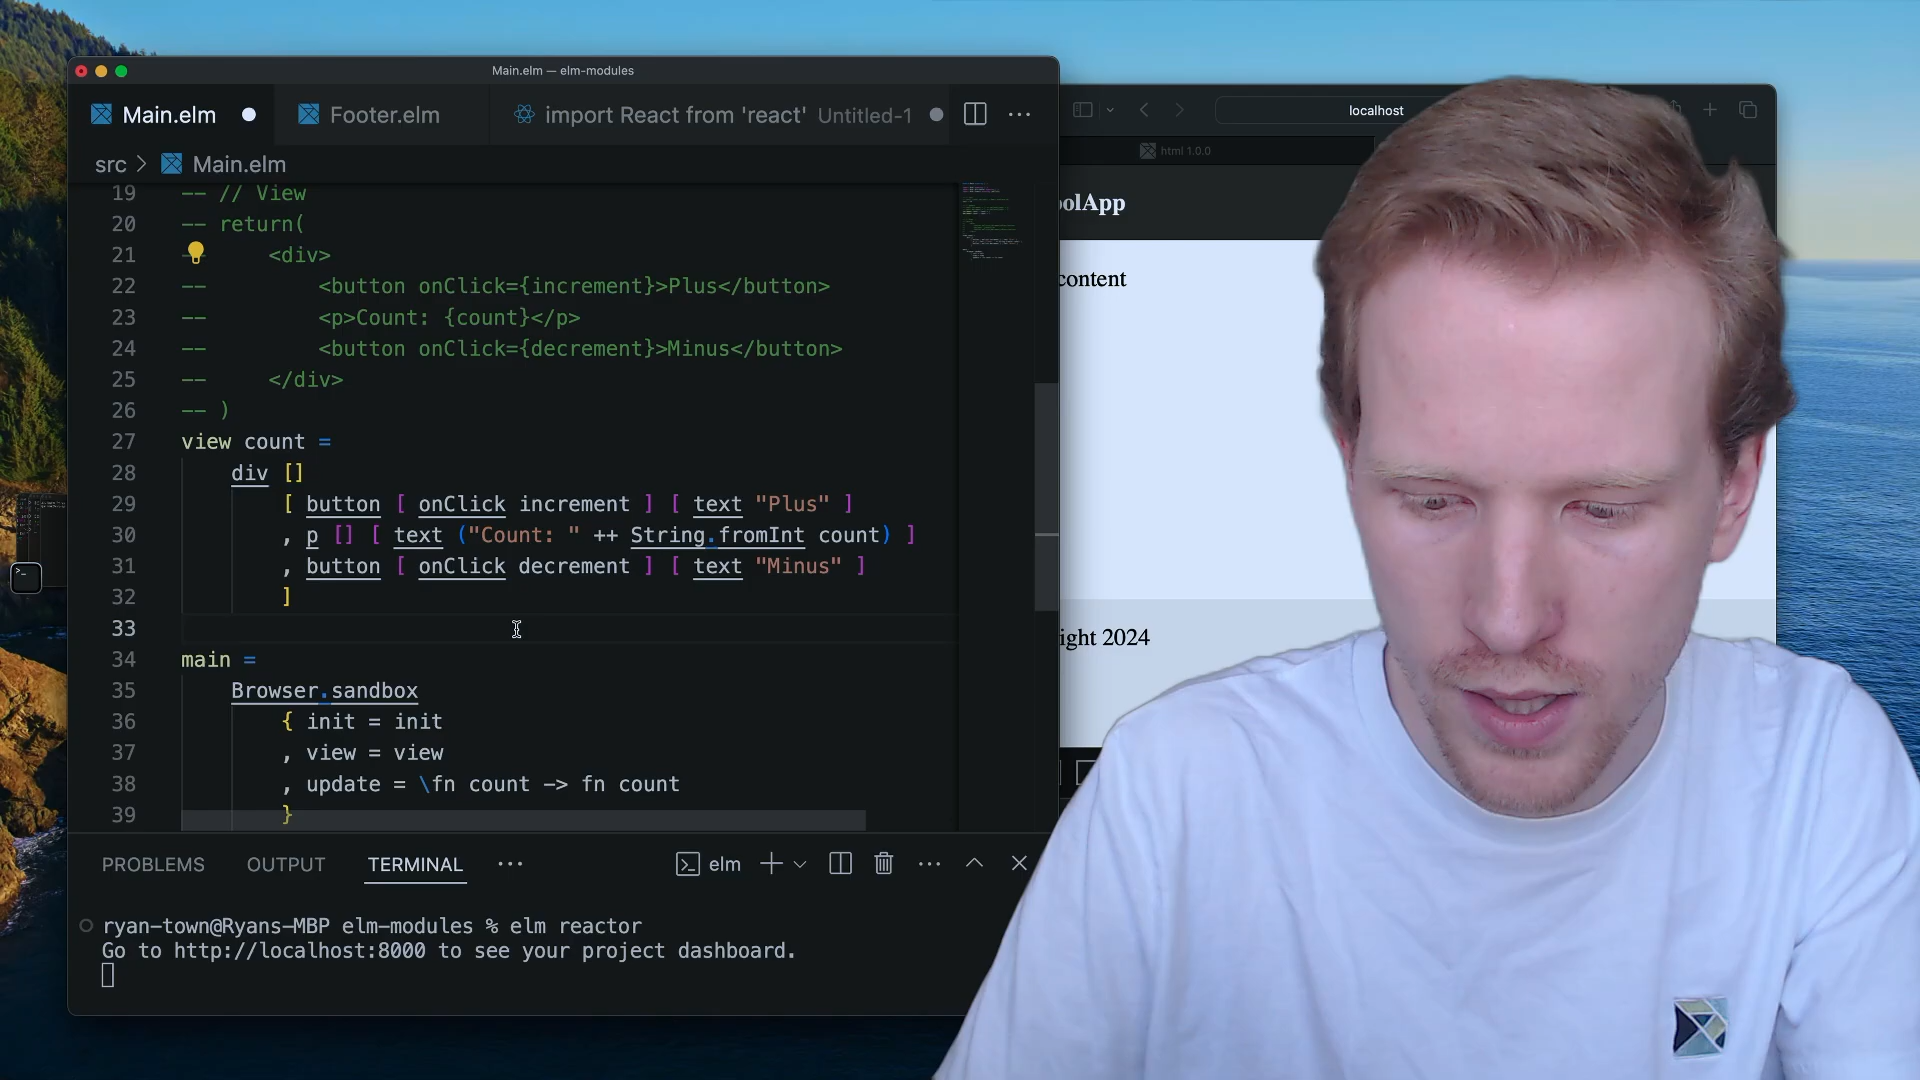 Main.elm — elm-modules
Main.elm
Footer.elm
import React from 'react' Untitled-1
src > Main.elm
19 -- // View
20 -- return(
21 <div>
22 -- <button onClick={increment}>Plus</button>
23 -- <p>Count: {count}</p>
24 -- <button onClick={decrement}>Minus</button>
25 -- </div>
26 -- )
27 view count =
28 div []
29 [ button [ onClick increment ] [ text "Plus" ]
30 , p [] [ text ("Count: " ++ String.fromInt count) ]
31 , button [ onClick decrement ] [ text "Minus" ]
32 ]
33
34 main =
35 Browser.sandbox
36 { init = init
37 , view = view
38 , update = \fn count -> fn count
39 }
PROBLEMS OUTPUT TERMINAL ··· elm
ryan-town@Ryans-MBP elm-modules % elm reactor
Go to http://localhost:8000 to see your project dashboard.
localhost
html 1.0.0
oolApp
content
ight 2024